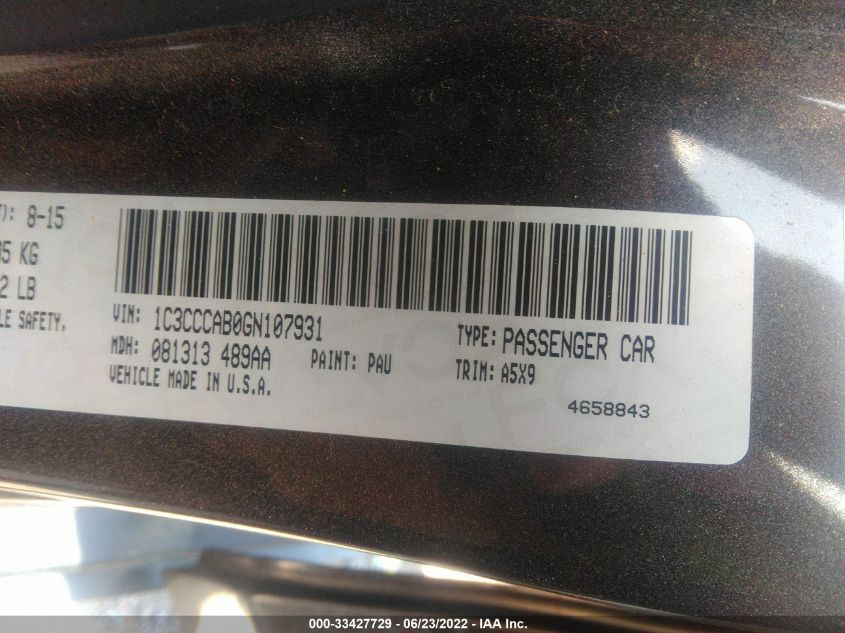 T): 8-15
KG
2 LB
LE SAFETY,
VIN: 1C3CCCAB0GN107931
TYPE: PASSENGER CAR
MDH: 081313 489AA
PAINT: PAU
TRIM: A5X9
VEHICLE MADE IN U.S.A.
4658843
000-33427729 - 06/23/2022 - IAA Inc.